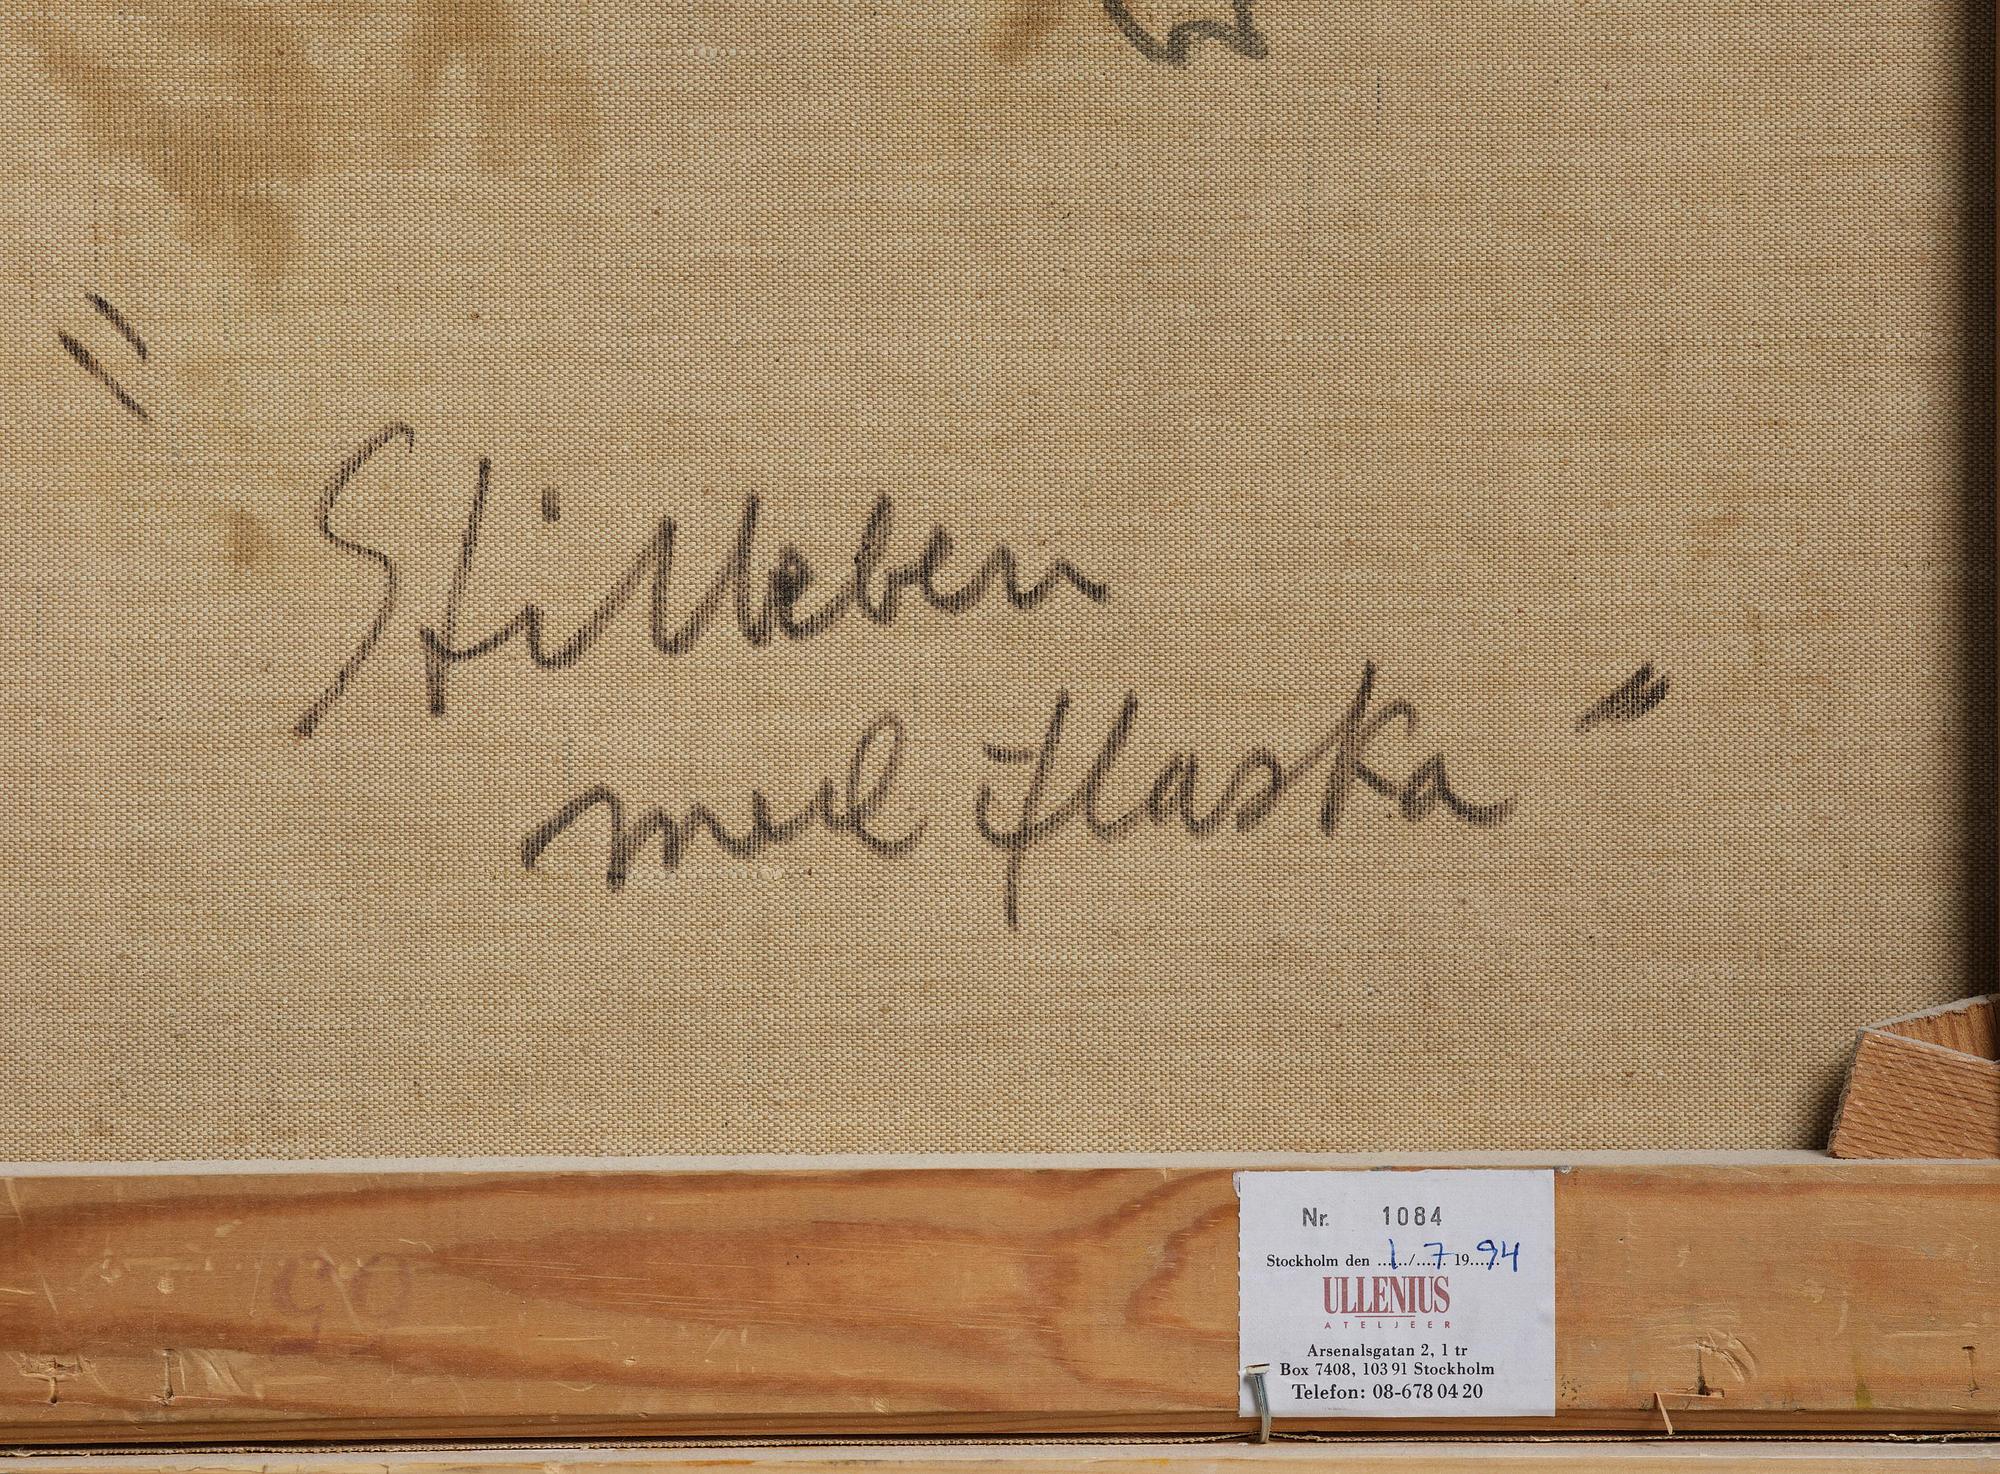 "Stilleben
med flaska"
Nr. 1084
Stockholm den 1/7 1994
ULLENIUS
ATELJEER
Arsenalsgatan 2, 1 tr
Box 7408, 103 91 Stockholm
Telefon: 08-678 04 20